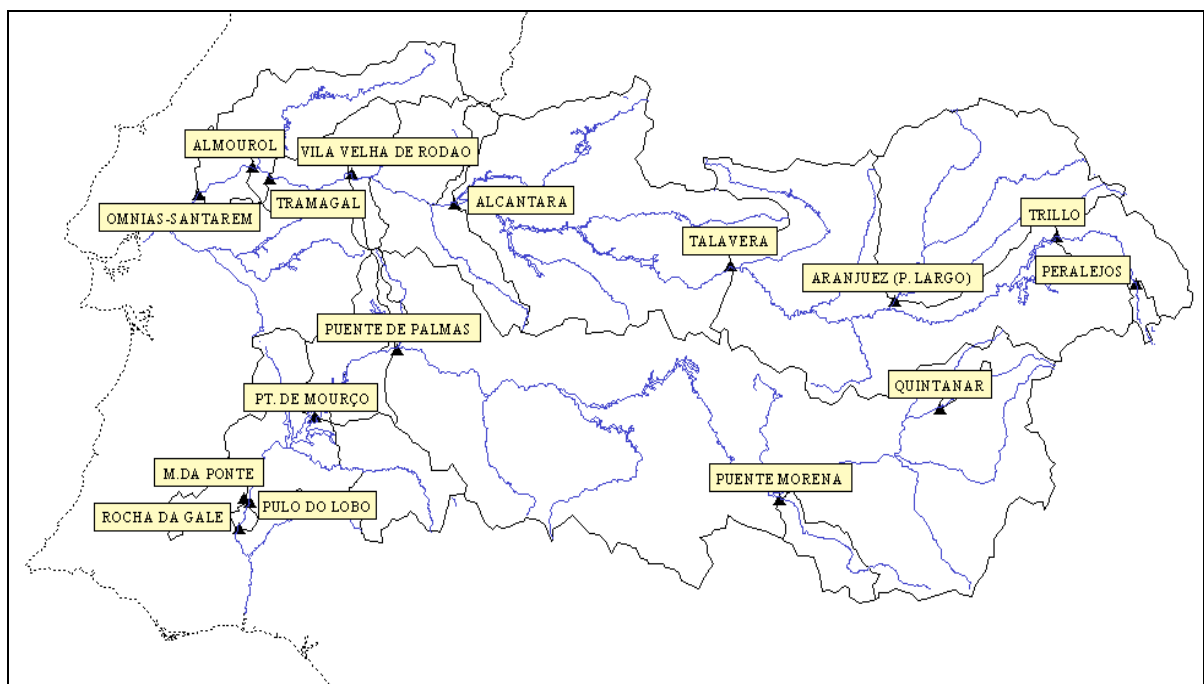 ALMOUROL
VILA VELHA DE RODAO
OMNIAS-SANTAREM
TRAMAGAL
ALCANTARA
TALAVERA
TRILLO
ARANJUEZ (P. LARGO)
PERALEJOS
PUENTE DE PALMAS
PT. DE MOURÇO
QUINTANAR
M.DA PONTE
PULO DO LOBO
ROCHA DA GALE
PUENTE MORENA